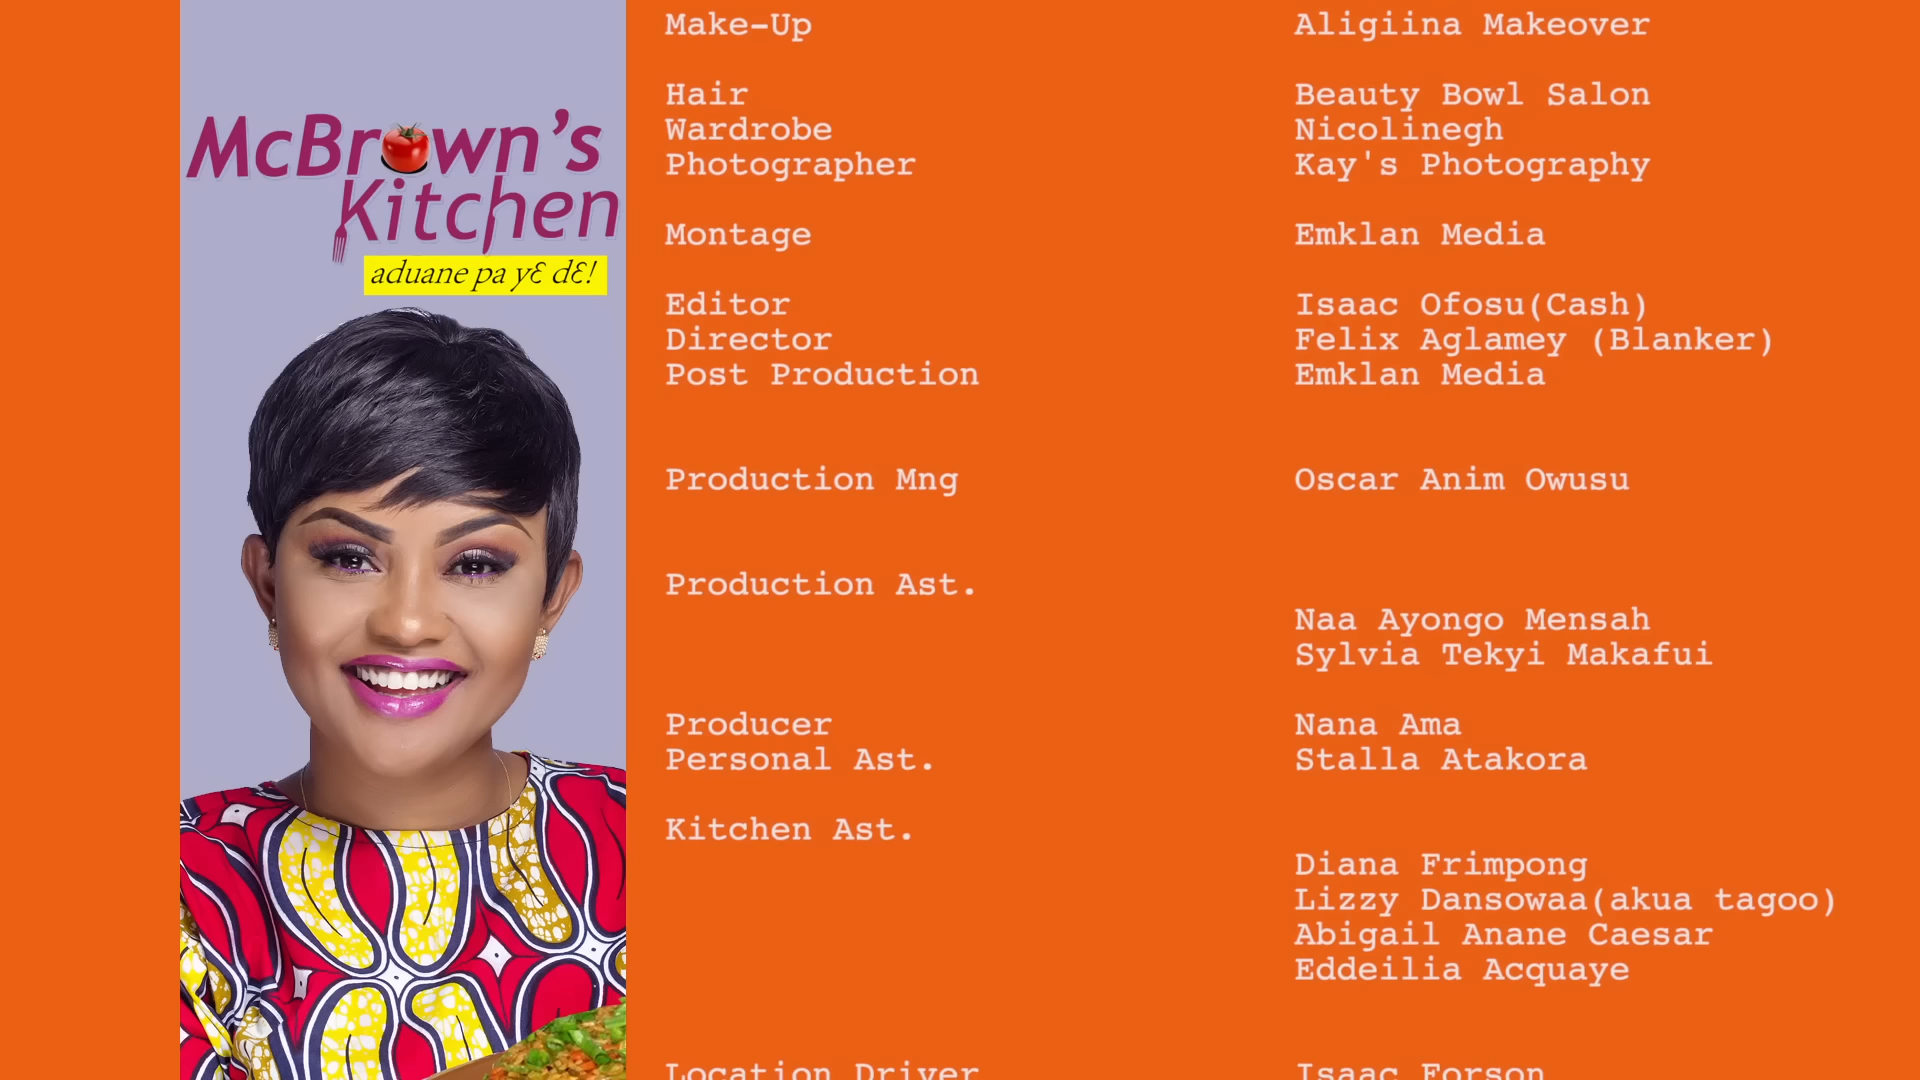 McBrown's
Kitchen
aduane pa yɛ dɛ!
Make-Up Aligiina Makeover
Hair Beauty Bowl Salon
Wardrobe Nicolinegh
Photographer Kay's Photography
Montage Emklan Media
Editor Isaac Ofosu(Cash)
Director Felix Aglamey (Blanker)
Post Production Emklan Media
Production Mng Oscar Anim Owusu
Production Ast.
Naa Ayongo Mensah
Sylvia Tekyi Makafui
Producer Nana Ama
Personal Ast. Stalla Atakora
Kitchen Ast.
Diana Frimpong
Lizzy Dansowaa(akua tagoo)
Abigail Anane Caesar
Eddeilia Acquaye
Location Driver Isaac Forson